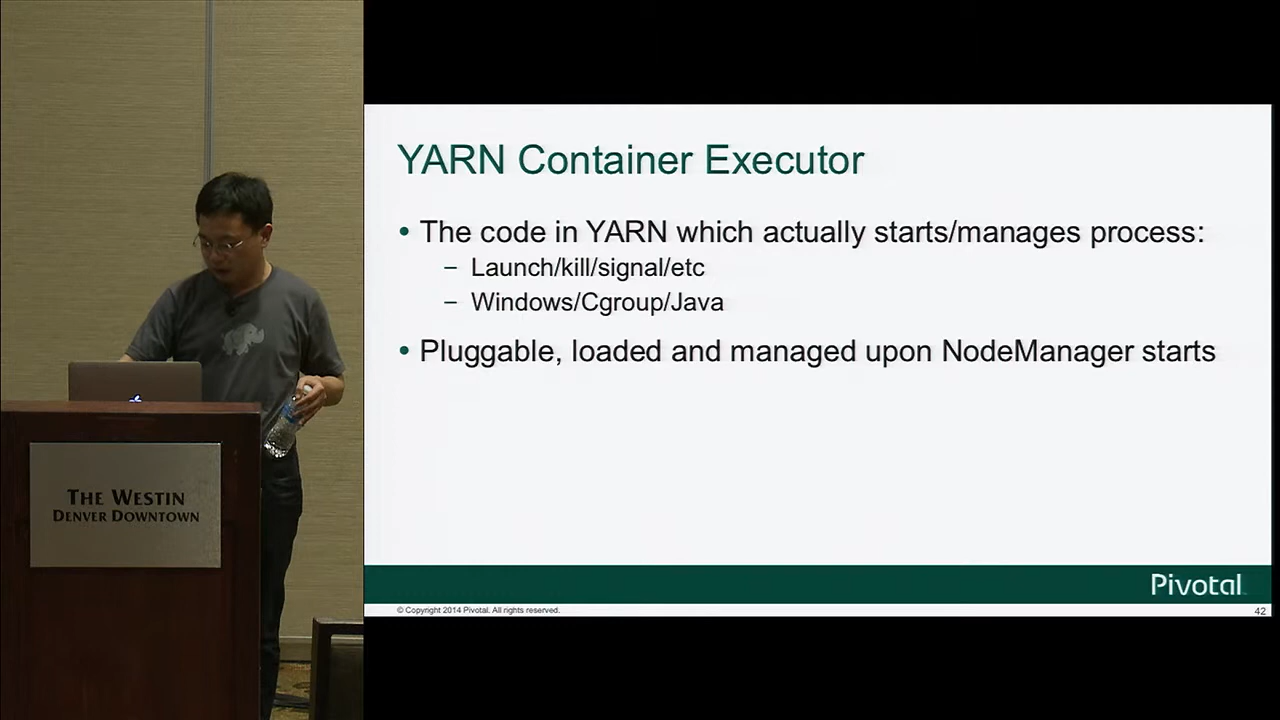 YARN Container Executor
• The code in YARN which actually starts/manages process:
– Launch/kill/signal/etc
– Windows/Cgroup/Java
• Pluggable, loaded and managed upon NodeManager starts
THE WESTIN
DENVER DOWNTOWN
Pivotal
© Copyright 2014 Pivotal. All rights reserved.
42